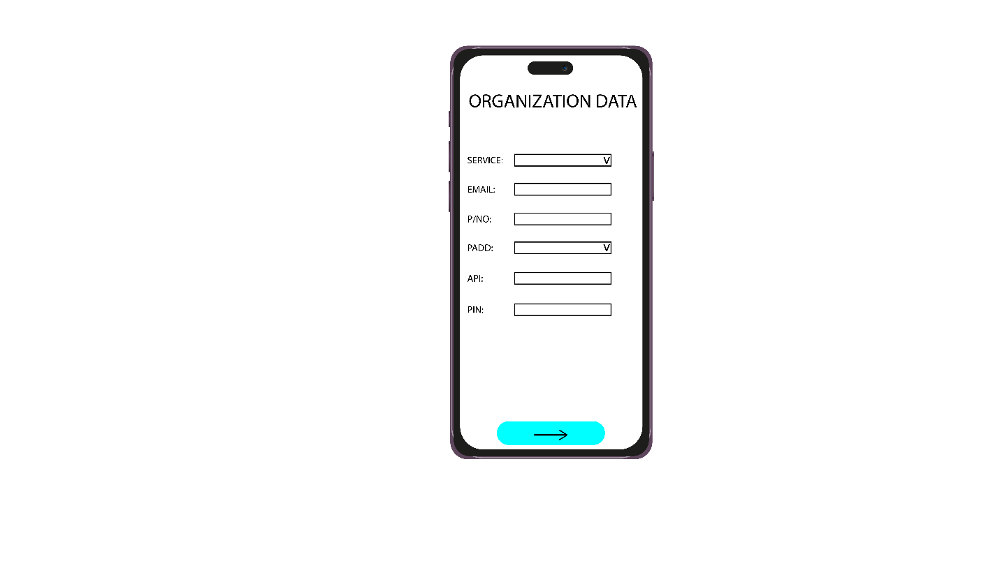 ORGANIZATION DATA
SERVICE: V
EMAIL:
P/NO:
PADD: V
API:
PIN: